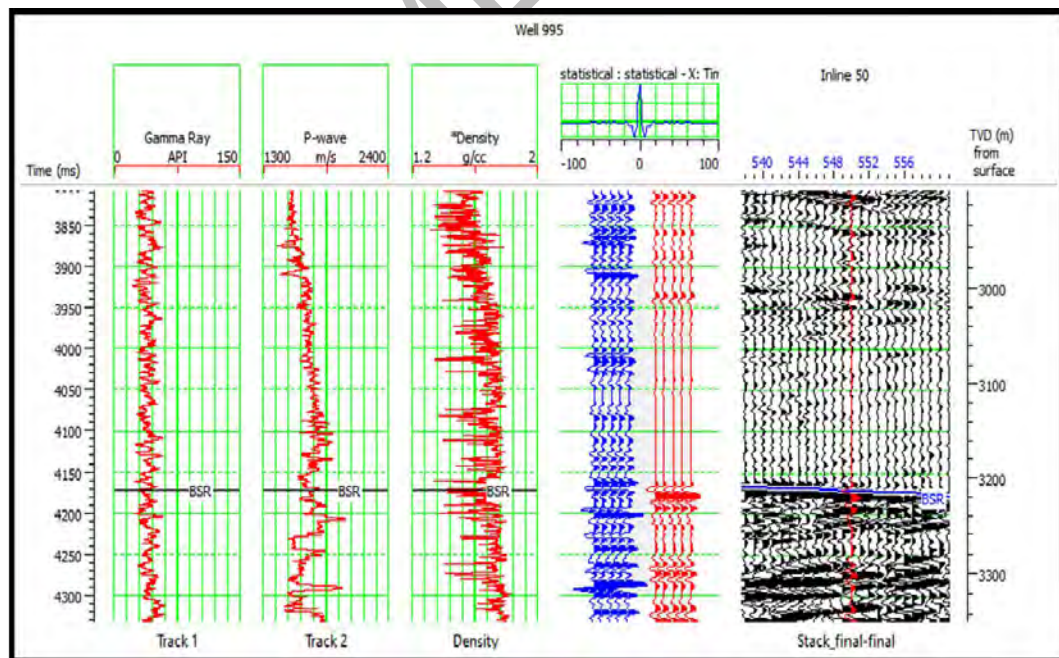 Well 995
statistical : statistical - X: Tim
Inline 50
Gamma Ray
0 API 150
P-wave
1300 m/s 2400
*Density
1.2 g/cc 2
-100 0 100
540 544 548 552 556
TVD (m)
from
surface
Time (ms)
3850
3900
3950
4000
4050
4100
4150
4200
4250
4300
3000
3100
3200
3300
BSR
BSR
BSR
BSR
Track 1
Track 2
Density
Stack_final-final